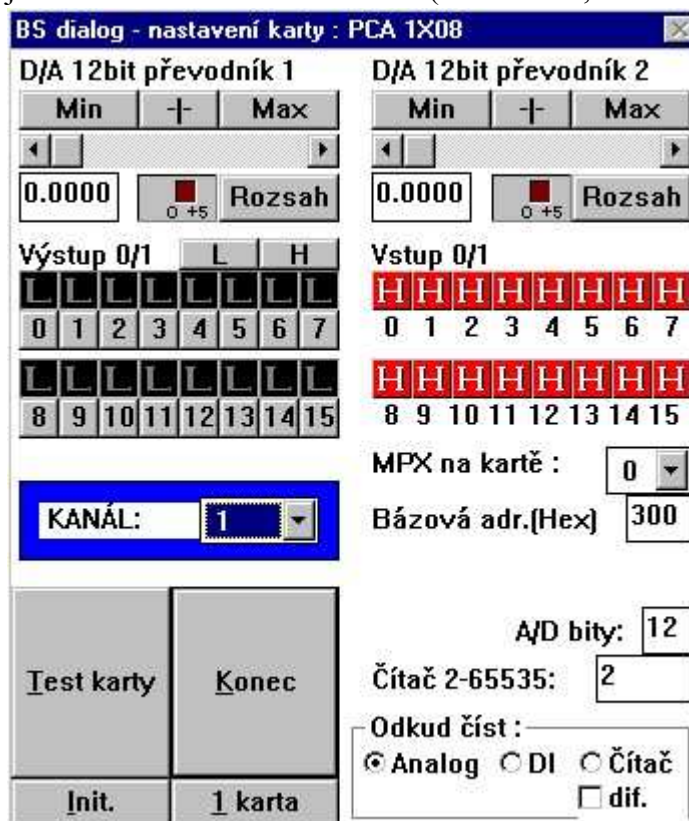 BS dialog - nastavení karty : PCA 1X08
D/A 12bit převodník 1
Min -|- Max
0.0000 0 +5 Rozsah
Výstup 0/1 L H
L L L L L L L L
0 1 2 3 4 5 6 7
L L L L L L L L
8 9 10 11 12 13 14 15
KANÁL: 1
Test karty Konec
Init. 1 karta
D/A 12bit převodník 2
Min -|- Max
0.0000 0 +5 Rozsah
Vstup 0/1
H H H H H H H H
0 1 2 3 4 5 6 7
H H H H H H H H
8 9 10 11 12 13 14 15
MPX na kartě : 0
Bázová adr.(Hex) 300
A/D bity: 12
Čítač 2-65535: 2
Odkud číst :
Analog DI Čítač
dif.